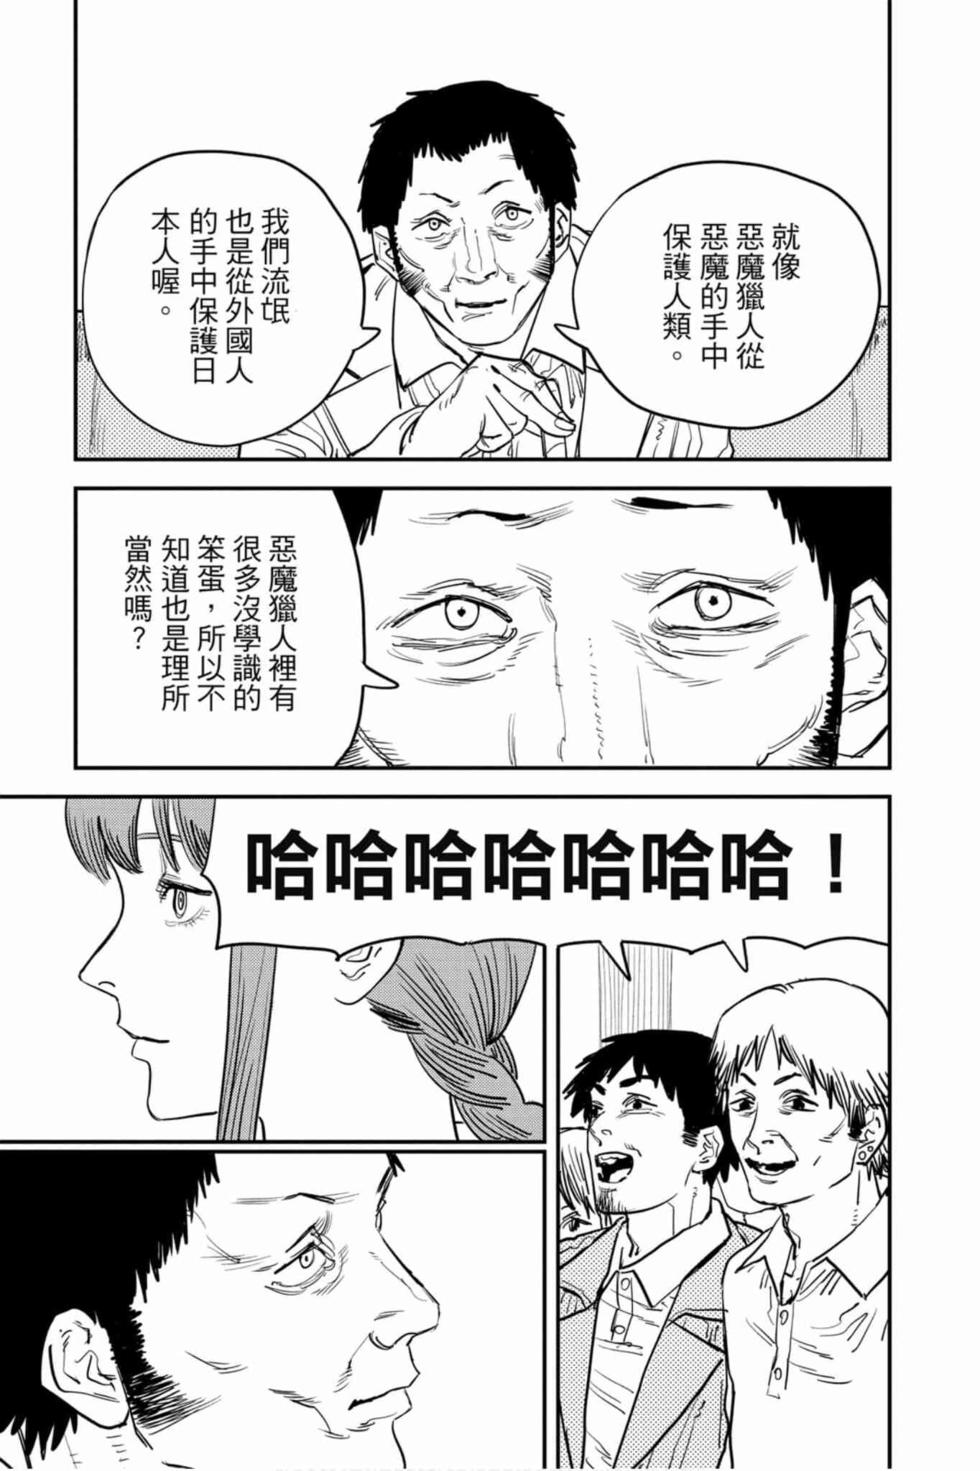 就像
惡魔獵人從
惡魔的手中
保護人類。
我們流氓
也是從外國人
的手中保護日
本人喔。
惡魔獵人裡有
很多沒學識的
笨蛋，所以不
知道也是理所
當然嗎？
哈哈哈哈哈哈哈！